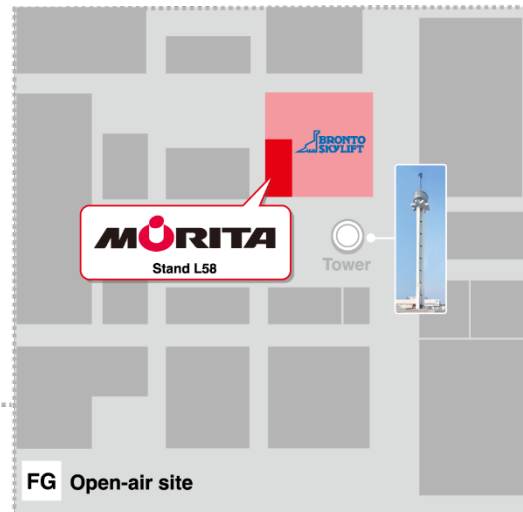 BRONTO
SKYLIFT
MORITA
Stand L58
Tower
FG Open-air site